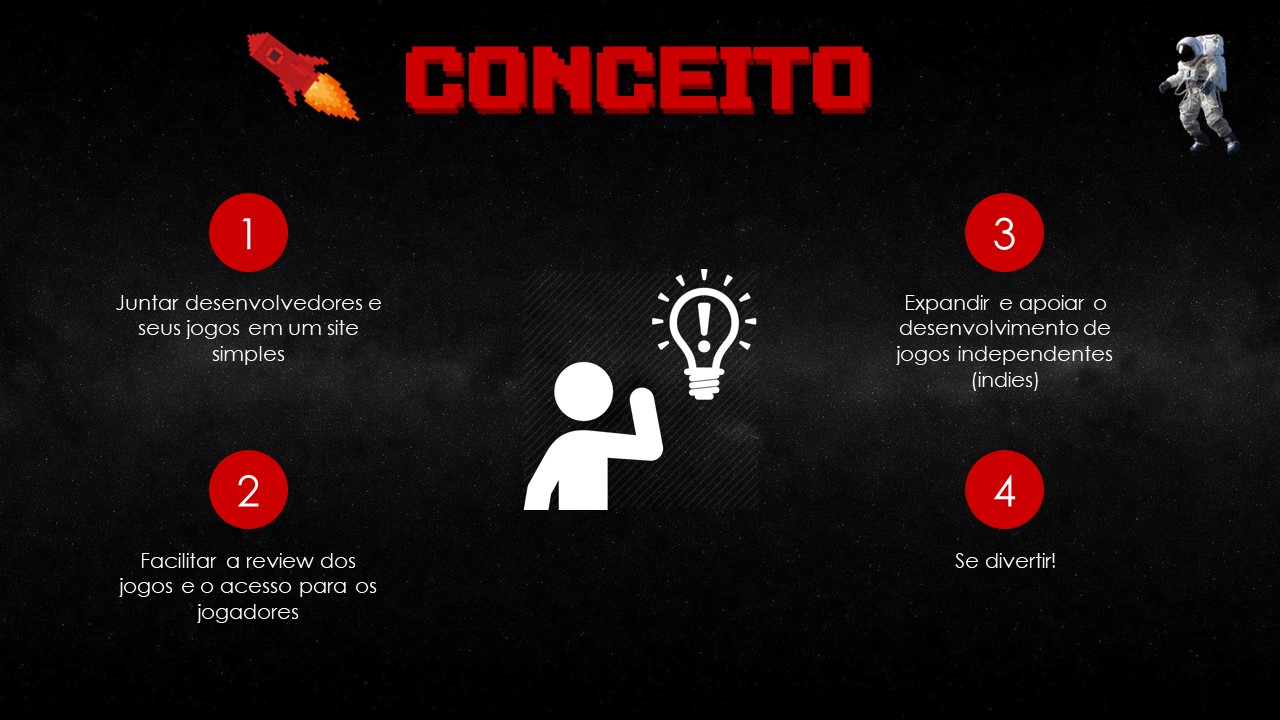 CONCEITO
1
Juntar desenvolvedores e
seus jogos em um site
simples
2
Facilitar a review dos
jogos e o acesso para os
jogadores
3
Expandir e apoiar o
desenvolvimento de
jogos independentes
(indies)
4
Se divertir!